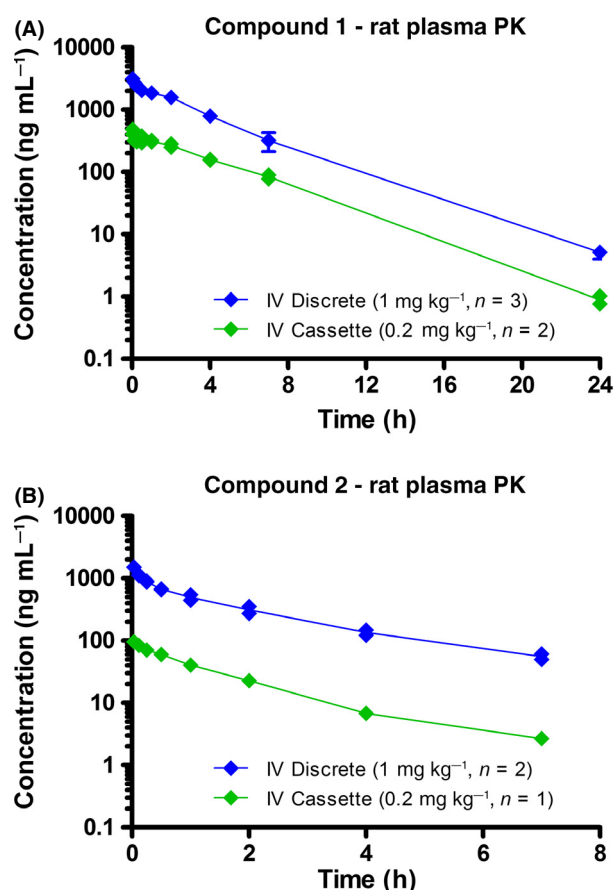 (A)
Compound 1 - rat plasma PK
Concentration (ng mL⁻¹)
10000
1000
100
10
1
0.1
IV Discrete (1 mg kg⁻¹, n = 3)
IV Cassette (0.2 mg kg⁻¹, n = 2)
0 4 8 12 16 20 24
Time (h)
(B)
Compound 2 - rat plasma PK
Concentration (ng mL⁻¹)
10000
1000
100
10
1
0.1
IV Discrete (1 mg kg⁻¹, n = 2)
IV Cassette (0.2 mg kg⁻¹, n = 1)
0 2 4 6 8
Time (h)